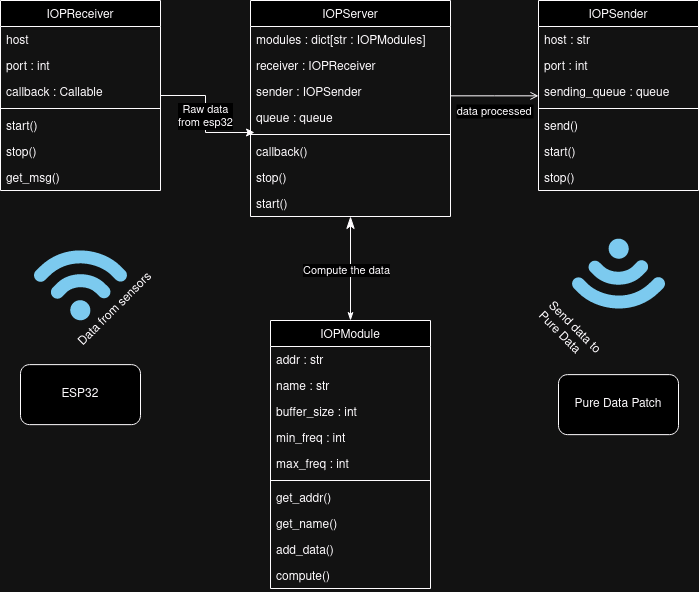 IOPReceiver
host
port : int
callback : Callable
start()
stop()
get_msg()
Raw data
from esp32
IOPServer
modules : dict[str : IOPModules]
receiver : IOPReceiver
sender : IOPSender
queue : queue
callback()
stop()
start()
data processed
IOPSender
host : str
port : int
sending_queue : queue
send()
start()
stop()
Compute the data
Data from sensors
ESP32
Send data to
Pure Data
Pure Data Patch
IOPModule
addr : str
name : str
buffer_size : int
min_freq : int
max_freq : int
get_addr()
get_name()
add_data()
compute()